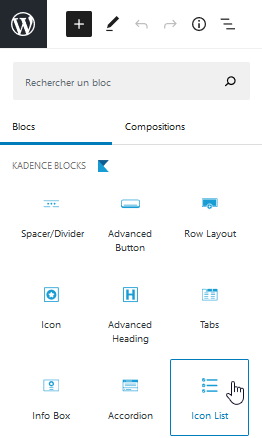 Rechercher un bloc
Blocs Compositions
KADENCE BLOCKS
Spacer/Divider Advanced Button Row Layout
Icon Advanced Heading Tabs
Info Box Accordion Icon List